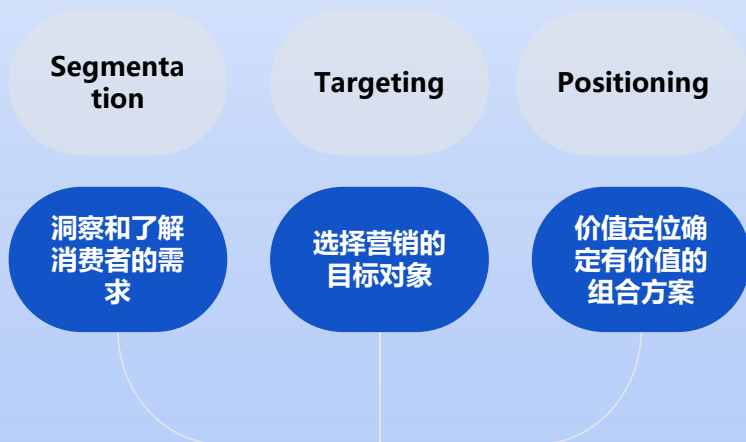 Segmenta
tion
Targeting
Positioning
洞察和了解
消费者的需
求
选择营销的
目标对象
价值定位确
定有价值的
组合方案